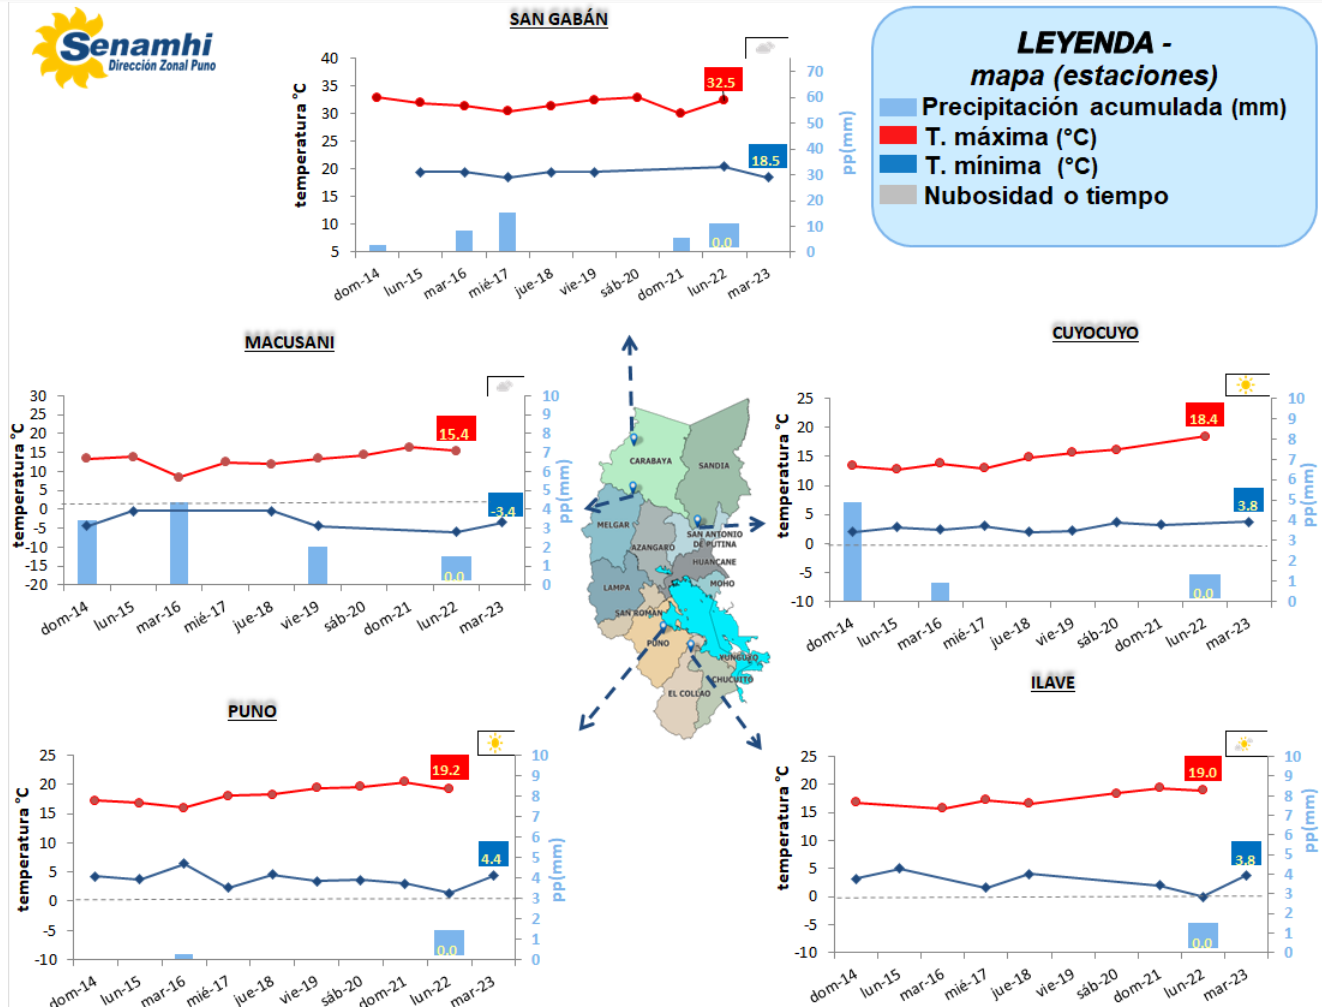 Senamhi
Dirección Zonal Puno
SAN GABÁN
LEYENDA -
mapa (estaciones)
Precipitación acumulada (mm)
T. máxima (°C)
T. mínima (°C)
Nubosidad o tiempo
temperatura °C
40
35
30
25
20
15
10
5
32.5
18.5
0.0
70
60
50
40
30
20
10
0
pp(mm)
dom-14 lun-15 mar-16 mié-17 jue-18 vie-19 sáb-20 dom-21 lun-22 mar-23
MACUSANI
temperatura °C
30
25
20
15
10
5
0
-5
-10
-15
-20
15.4
-3.4
0.0
10
9
8
7
6
5
4
3
2
1
0
pp(mm)
dom-14 lun-15 mar-16 mié-17 jue-18 vie-19 sáb-20 dom-21 lun-22 mar-23
CARABAYA
SANDIA
MELGAR
AZANGARO
SAN ANTONIO
DE PUTINA
HUANCANE
LAMPA
MOHO
SAN ROMAN
PUNO
YUNGUYO
CHUCUITO
EL COLLAO
CUYOCUYO
temperatura °C
25
20
15
10
5
0
-5
-10
18.4
3.8
0.0
10
9
8
7
6
5
4
3
2
1
0
pp(mm)
dom-14 lun-15 mar-16 mié-17 jue-18 vie-19 sáb-20 dom-21 lun-22 mar-23
PUNO
temperatura °C
25
20
15
10
5
0
-5
-10
19.2
4.4
0.0
10
9
8
7
6
5
4
3
2
1
0
pp(mm)
dom-14 lun-15 mar-16 mié-17 jue-18 vie-19 sáb-20 dom-21 lun-22 mar-23
ILAVE
temperatura °C
25
20
15
10
5
0
-5
-10
19.0
3.8
0.0
10
9
8
7
6
5
4
3
2
1
0
pp(mm)
dom-14 lun-15 mar-16 mié-17 jue-18 vie-19 sáb-20 dom-21 lun-22 mar-23